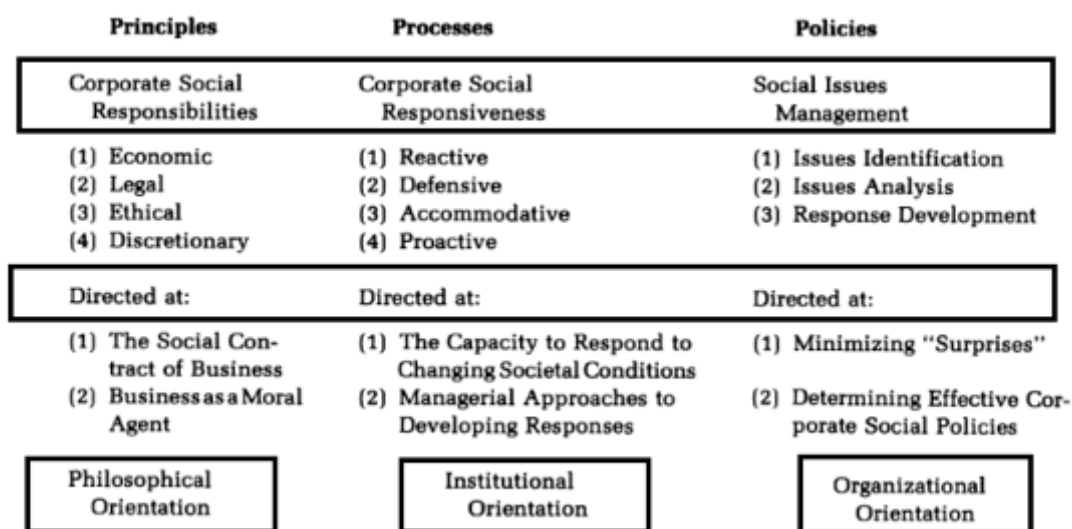 Principles Processes Policies
Corporate Social Responsibilities
Corporate Social Responsiveness
Social Issues Management
(1) Economic
(2) Legal
(3) Ethical
(4) Discretionary
(1) Reactive
(2) Defensive
(3) Accommodative
(4) Proactive
(1) Issues Identification
(2) Issues Analysis
(3) Response Development
Directed at: Directed at: Directed at:
(1) The Social Con-
tract of Business
(2) Business as a Moral
Agent
(1) The Capacity to Respond to
Changing Societal Conditions
(2) Managerial Approaches to
Developing Responses
(1) Minimizing "Surprises"
(2) Determining Effective Cor-
porate Social Policies
Philosophical
Orientation
Institutional
Orientation
Organizational
Orientation